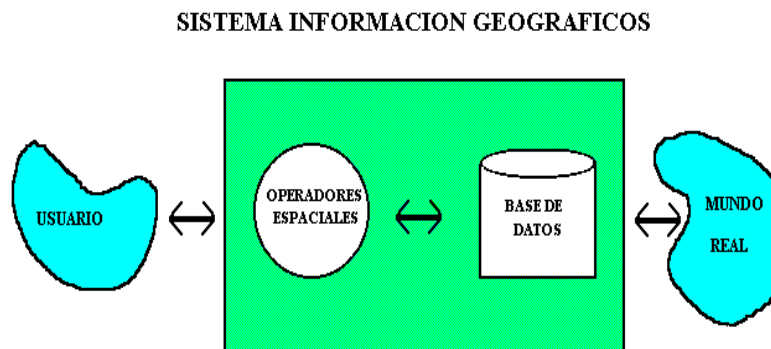 SISTEMA INFORMACION GEOGRAFICOS
USUARIO
OPERADORES
ESPACIALES
BASE DE
DATOS
MUNDO
REAL